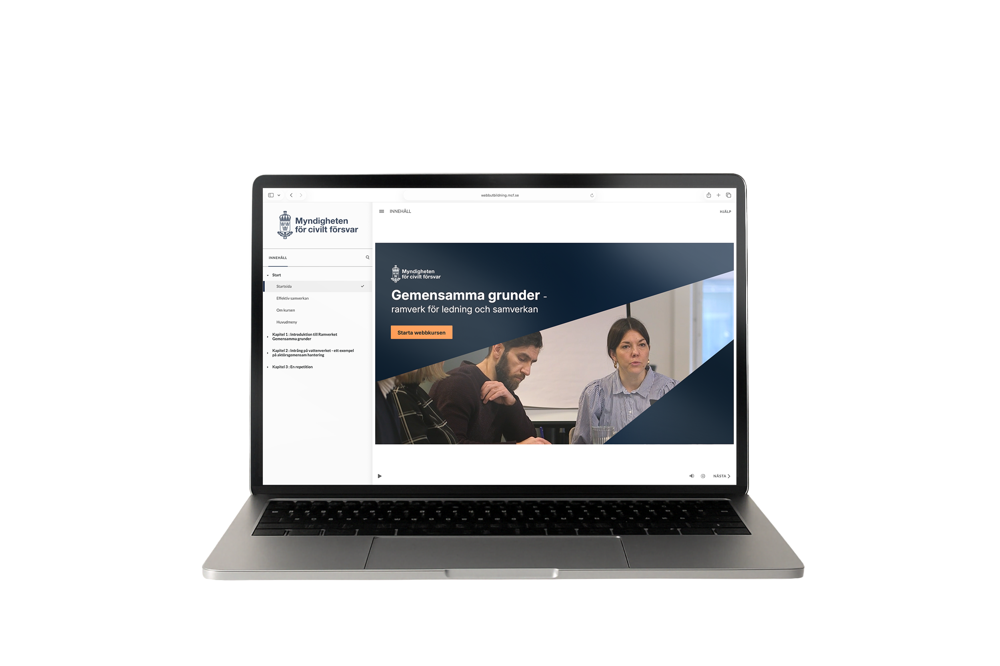 webbutbildning.mcf.se
Myndigheten
för civilt försvar
INNEHÅLL
Start
Startsida
Effektiv samverkan
Om kursen
Huvudmeny
Kapitel 1 : Introduktion till Ramverket
Gemensamma grunder
Kapitel 2 : Intrång på vattenverket - ett exempel
på aktörsgemensam hantering
Kapitel 3 : En repetition
INNEHÅLL
HJÄLP
Myndigheten
för civilt försvar
Gemensamma grunder -
ramverk för ledning och samverkan
Starta webbkursen
NÄSTA